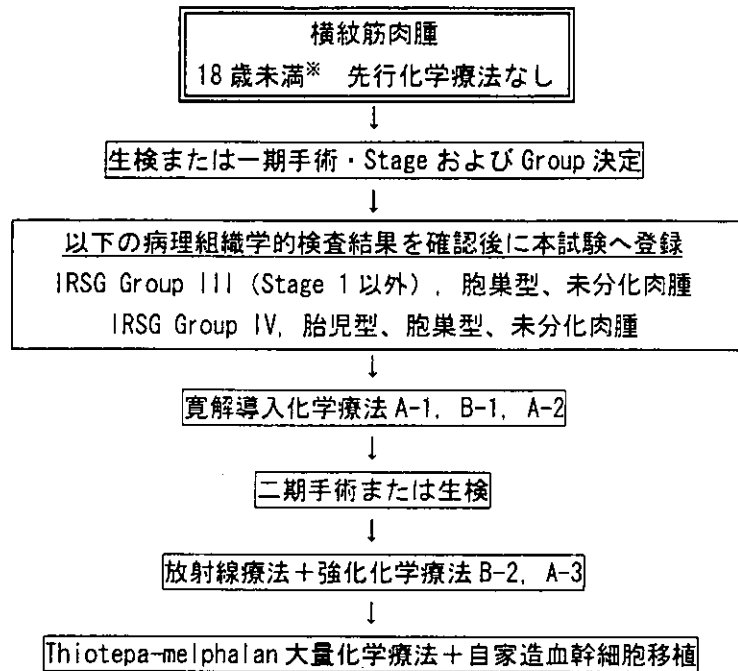 横紋筋肉腫
18歳未満※ 先行化学療法なし
↓
生検または一期手術・Stage および Group 決定
↓
以下の病理組織学的検査結果を確認後に本試験へ登録
IRSG Group III (Stage 1 以外), 胞巣型、未分化肉腫
IRSG Group IV, 胎児型、胞巣型、未分化肉腫
↓
寛解導入化学療法 A-1, B-1, A-2
↓
二期手術または生検
↓
放射線療法+強化化学療法 B-2, A-3
↓
Thiotepa-melphalan 大量化学療法+自家造血幹細胞移植